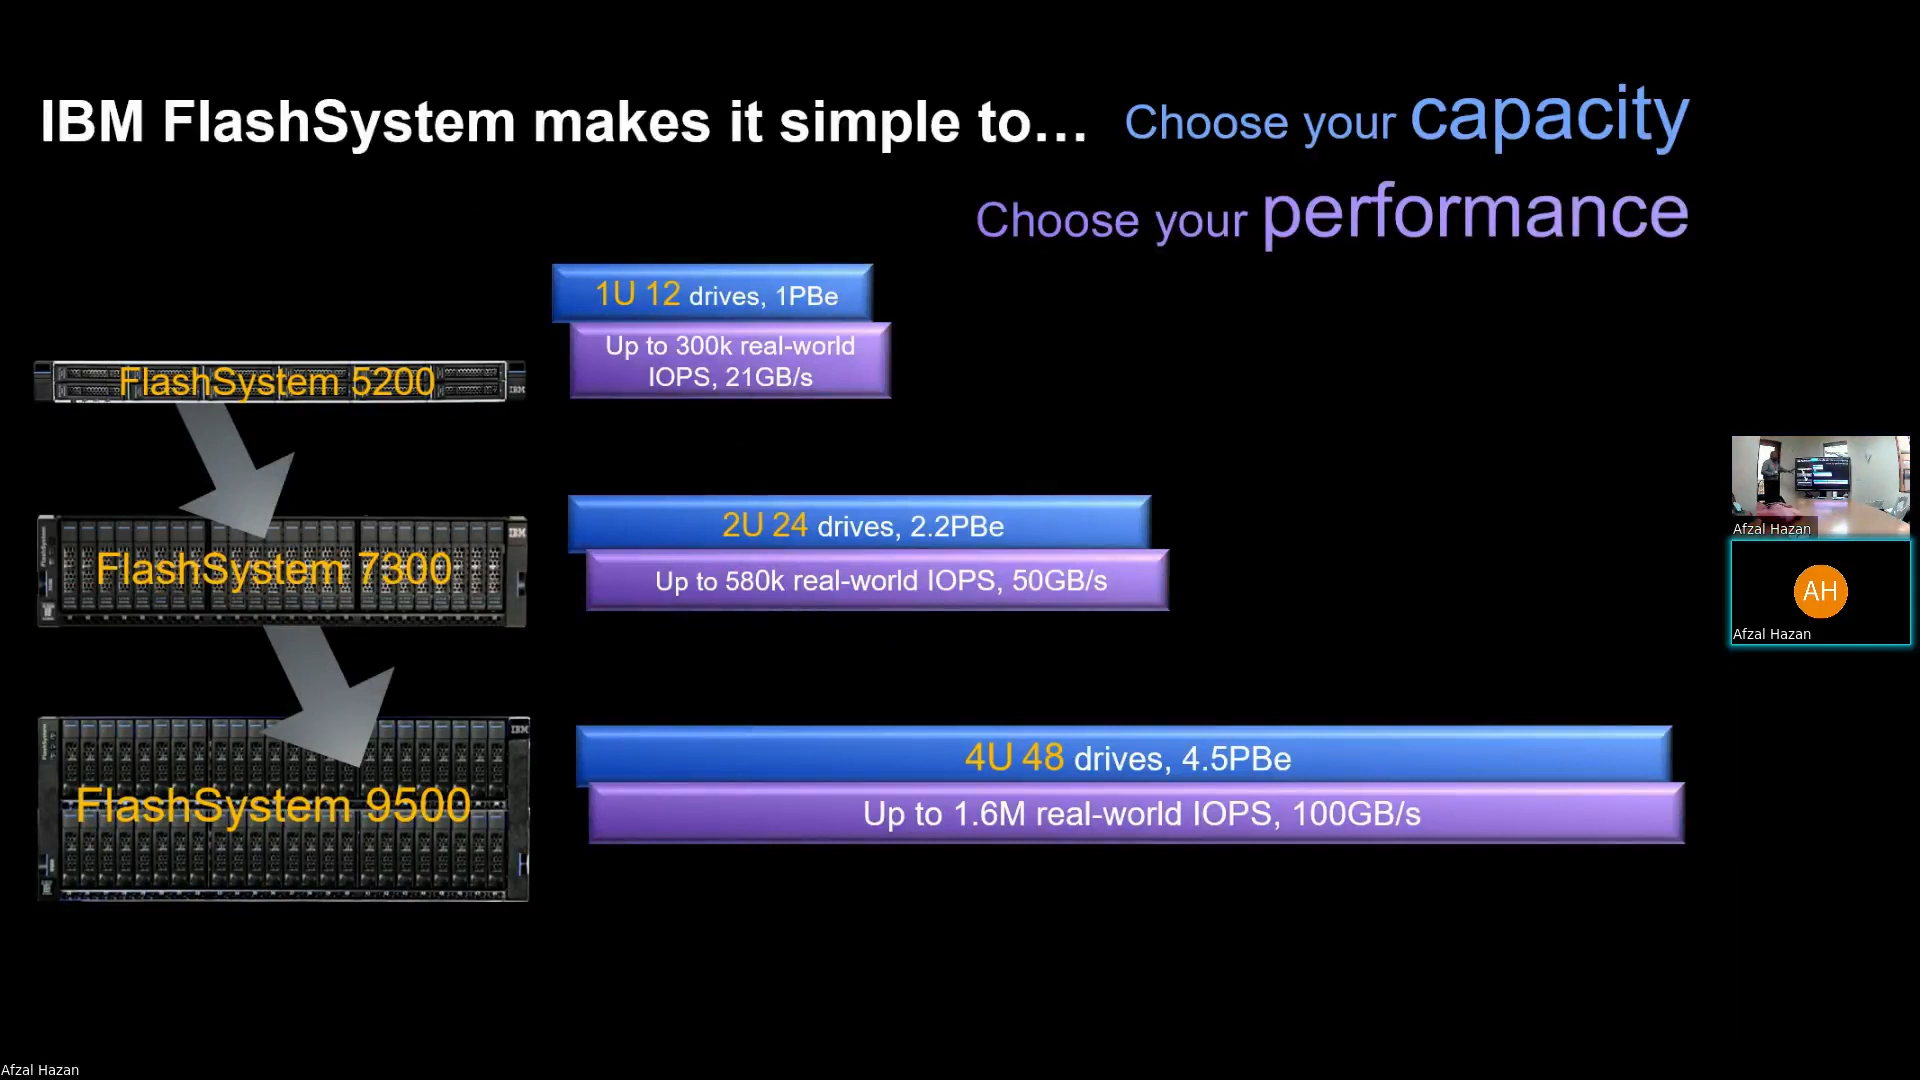 IBM FlashSystem makes it simple to… Choose your capacity
Choose your performance
1U 12 drives, 1PBe
Up to 300k real-world
IOPS, 21GB/s
FlashSystem 5200
IBM
2U 24 drives, 2.2PBe
Up to 580k real-world IOPS, 50GB/s
FlashSystem 7300
IBM
4U 48 drives, 4.5PBe
Up to 1.6M real-world IOPS, 100GB/s
FlashSystem 9500
IBM
Afzal Hazan
AH
Afzal Hazan
Afzal Hazan